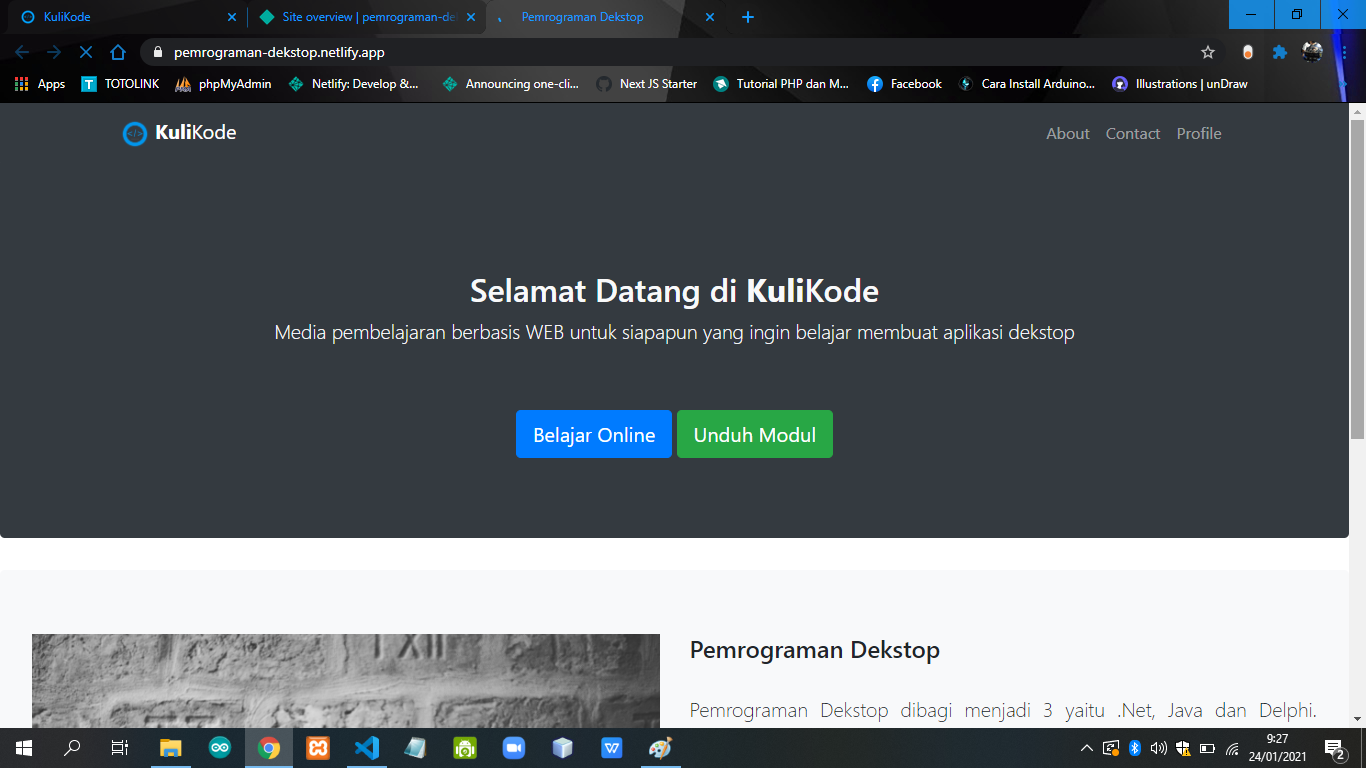 KuliKode
Site overview | pemrograman-de
Pemrograman Dekstop
pemrograman-dekstop.netlify.app
Apps
TOTOLINK
phpMyAdmin
Netlify: Develop &...
Announcing one-cli...
Next JS Starter
Tutorial PHP dan M...
Facebook
Cara Install Arduino...
Illustrations | unDraw
KuliKode
About
Contact
Profile
Selamat Datang di KuliKode
Media pembelajaran berbasis WEB untuk siapapun yang ingin belajar membuat aplikasi dekstop
Belajar Online
Unduh Modul
XII
Pemrograman Dekstop
Pemrograman Dekstop dibagi menjadi 3 yaitu .Net, Java dan Delphi.
9:27
24/01/2021
2